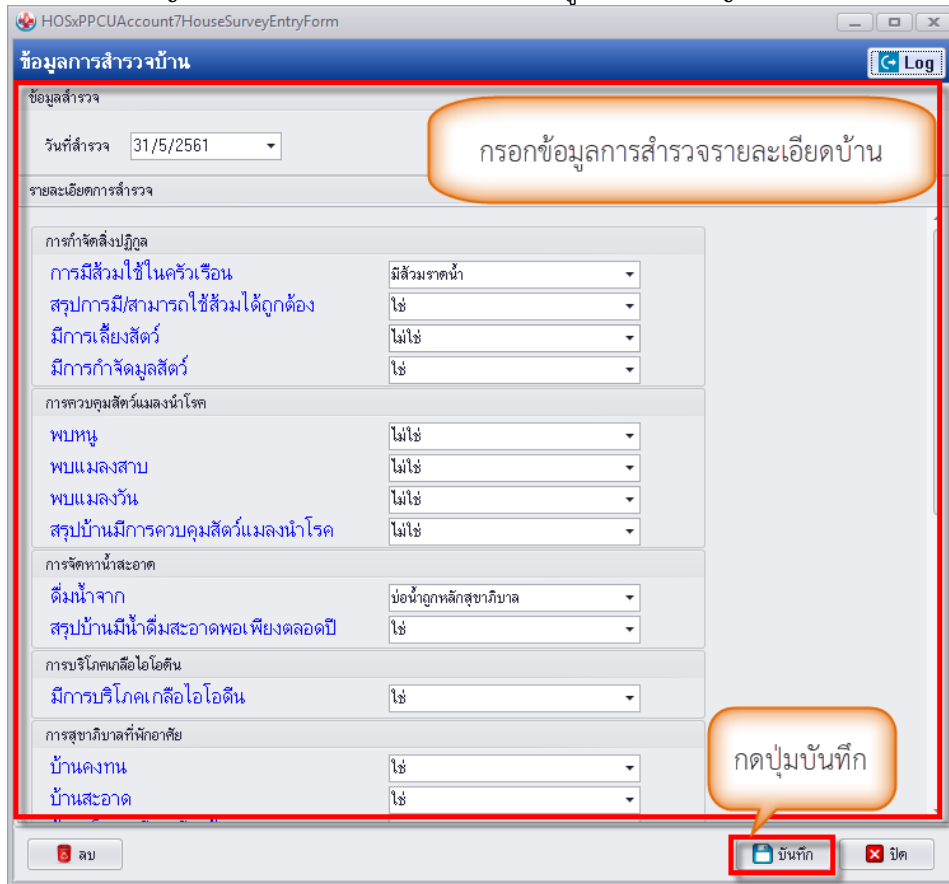 HOSxPPCUAccount7HouseSurveyEntryForm
ข้อมูลการสำรวจบ้าน
Log
ข้อมูลสำรวจ
วันที่สำรวจ 31/5/2561
กรอกข้อมูลการสำรวจรายละเอียดบ้าน
รายละเอียดการสำรวจ
การกำจัดสิ่งปฏิกูล
การมีส้วมใช้ในครัวเรือน มีส้วมราดน้ำ
สรุปการมี/สามารถใช้ส้วมได้ถูกต้อง ใช่
มีการเลี้ยงสัตว์ ไม่ใช่
มีการกำจัดมูลสัตว์ ใช่
การควบคุมสัตว์แมลงนำโรค
พบหนู ไม่ใช่
พบแมลงสาบ ไม่ใช่
พบแมลงวัน ไม่ใช่
สรุปบ้านมีการควบคุมสัตว์แมลงนำโรค ไม่ใช่
การจัดหาน้ำสะอาด
ดื่มน้ำจาก บ่อน้ำถูกหลักสุขาภิบาล
สรุปบ้านมีน้ำดื่มสะอาดพอเพียงตลอดปี ใช่
การบริโภคเกลือไอโอดีน
มีการบริโภคเกลือไอโอดีน ใช่
การสุขาภิบาลที่พักอาศัย
บ้านคงทน ใช่
บ้านสะอาด ใช่
กดปุ่มบันทึก
ลบ บันทึก ปิด